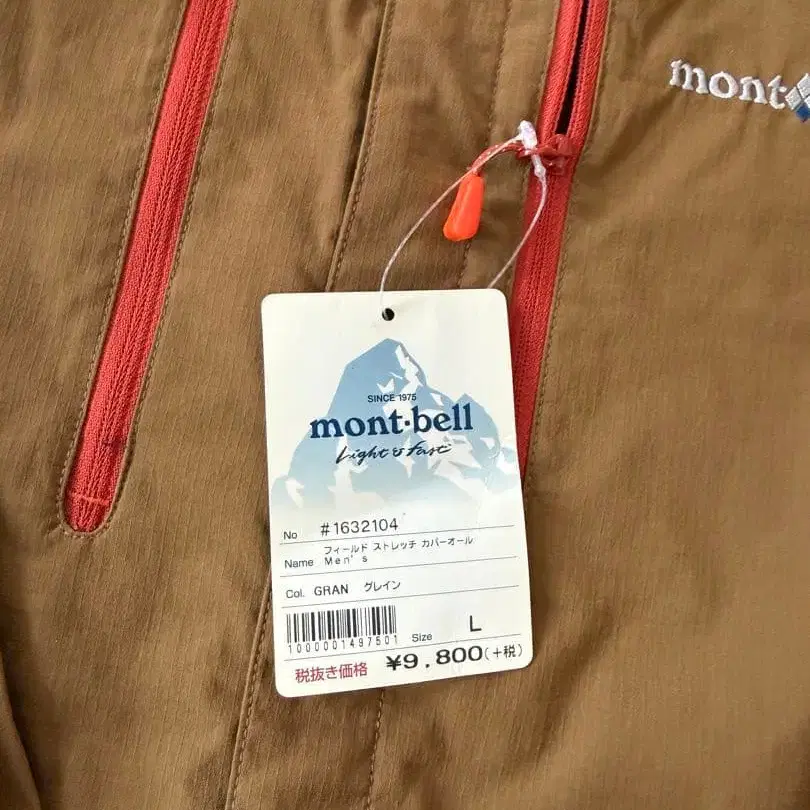 mont
SINCE 1975
mont·bell
Light & Fast
No #1632104
Name フィールド ストレッチ カバーオール
Men's
Col. GRAN グレイン
1000001497501
Size L
税抜き価格 ¥9.800(+税)